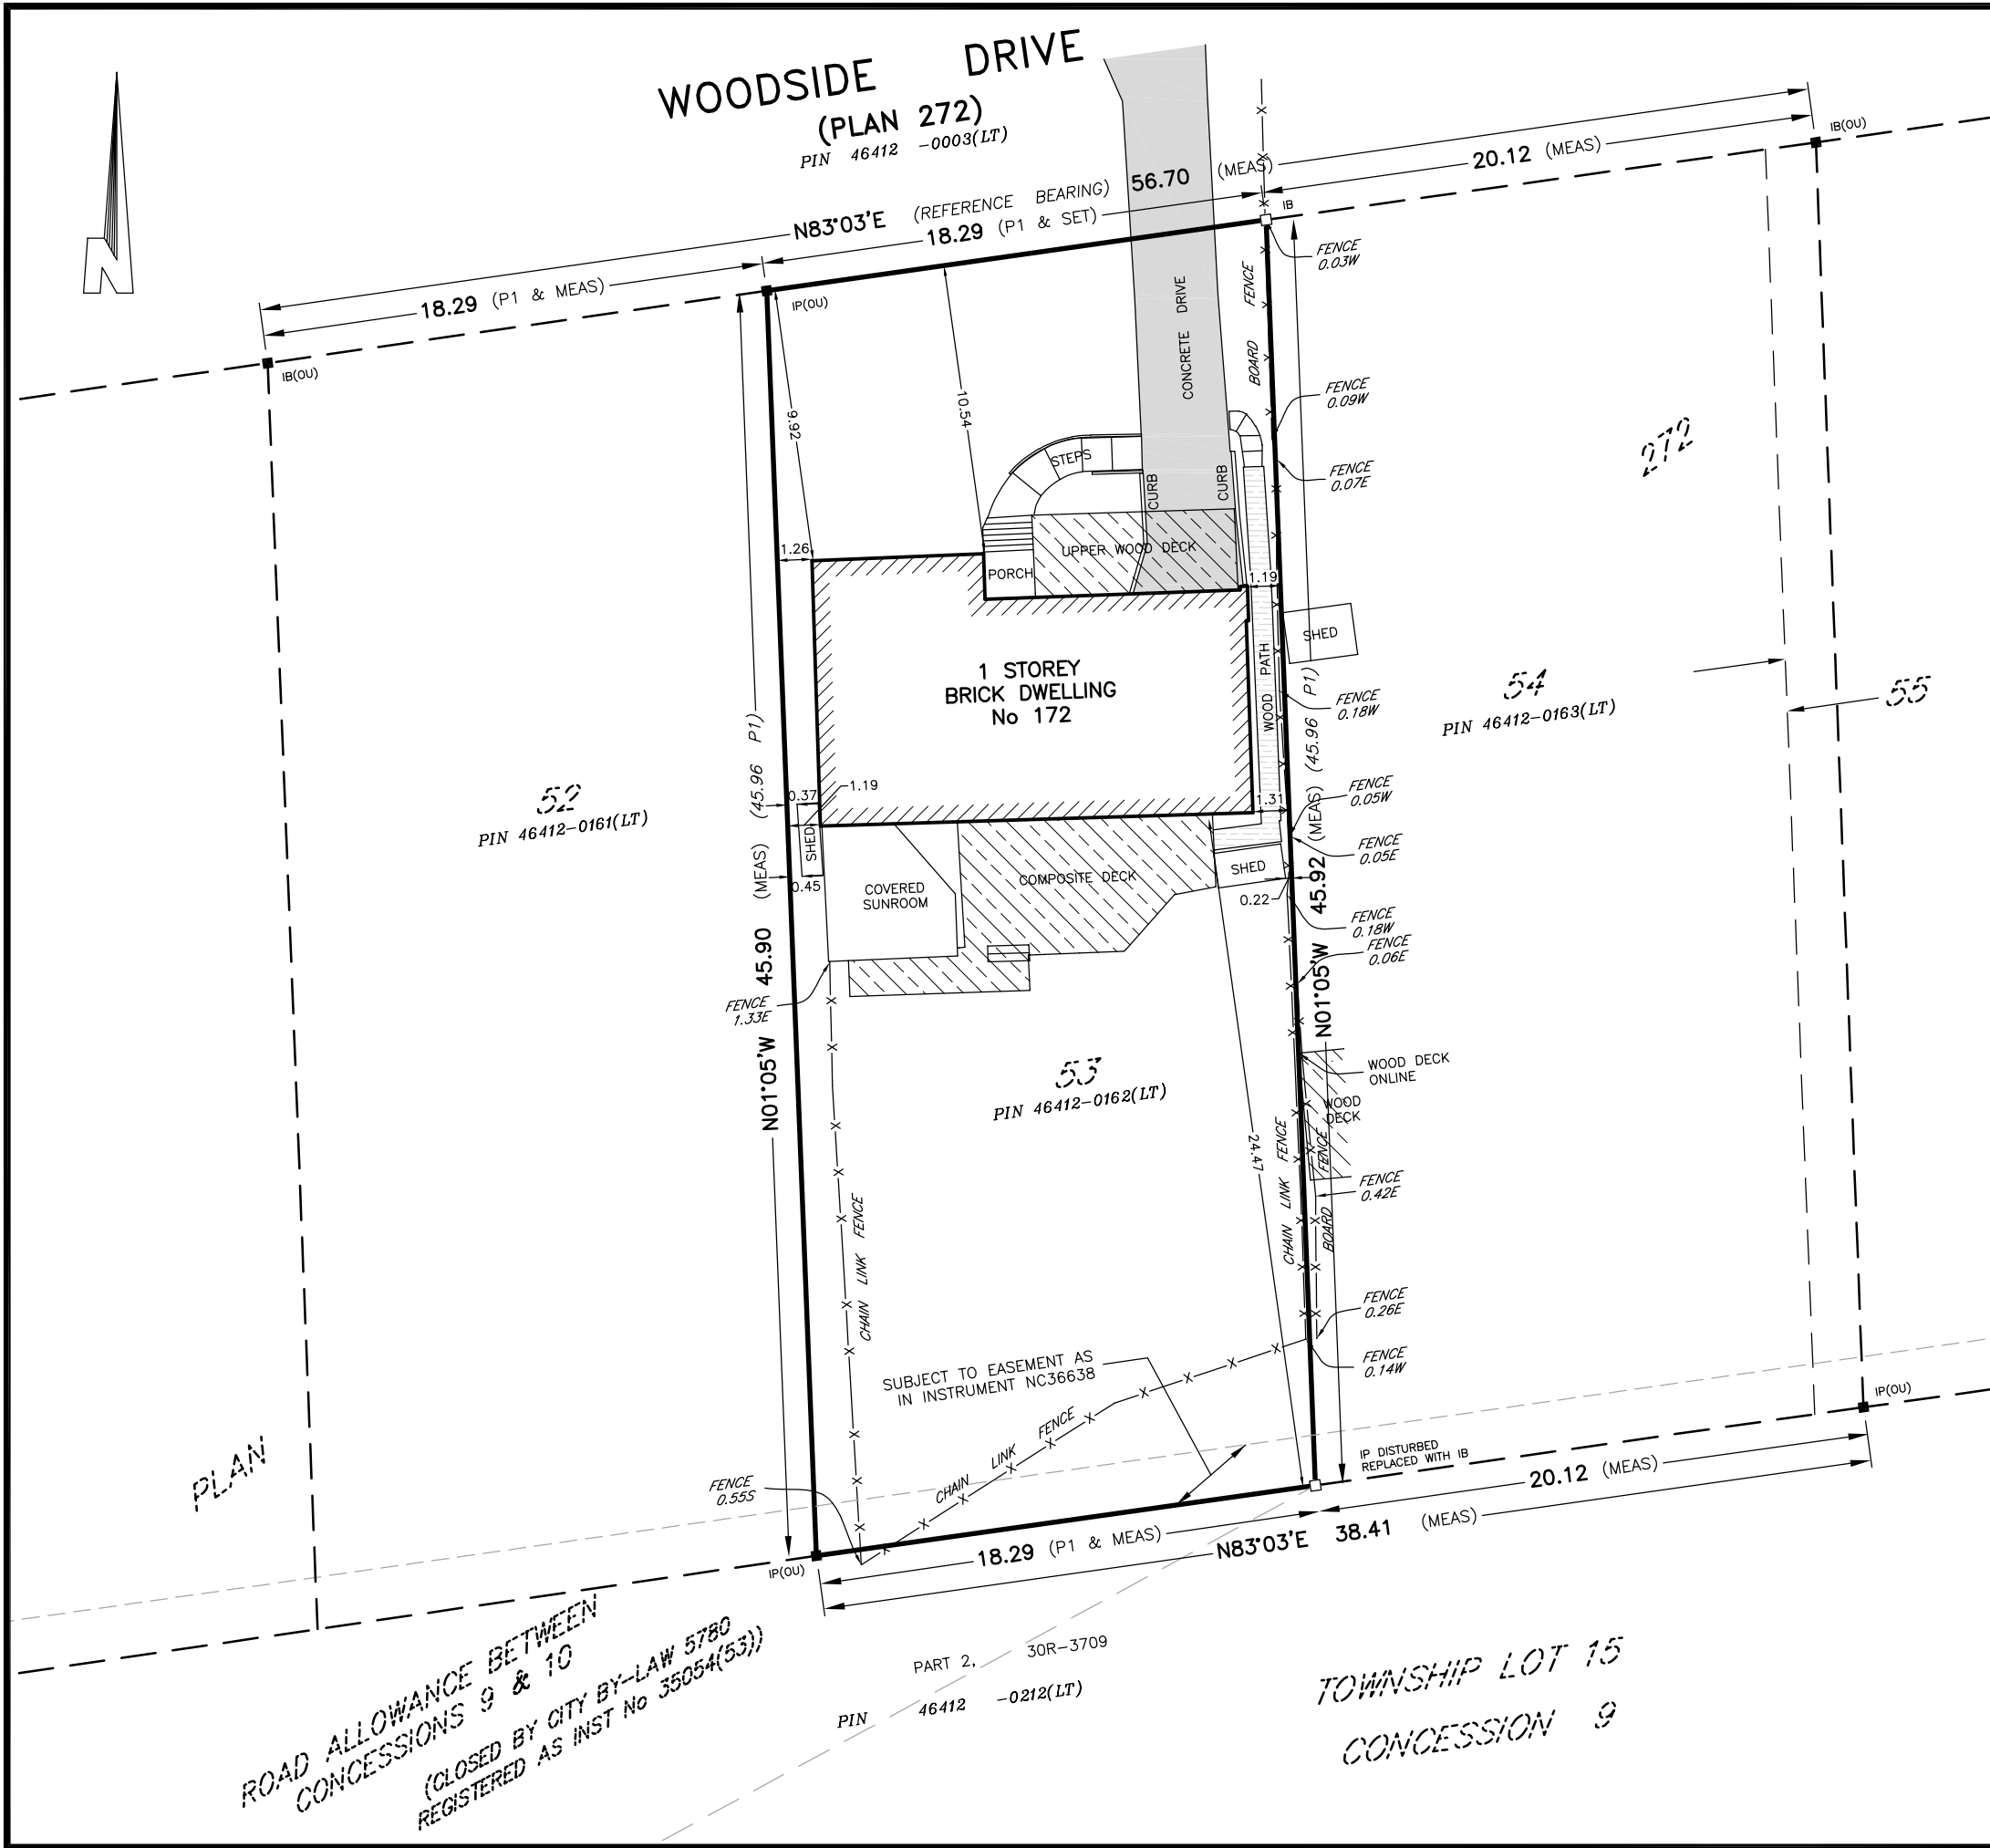 WOODSIDE DRIVE
(PLAN 272)
PIN 46412 -0003(LT)
N83°03'E (REFERENCE BEARING) 56.70 (MEAS)
18.29 (P1 & MEAS)
18.29 (P1 & SET)
20.12 (MEAS)
IB(OU)
IP(OU)
IB
IB(OU)
N
FENCE
0.03W
BOARD FENCE
CONCRETE DRIVE
9.92
10.54
FENCE
0.09W
FENCE
0.07E
272
STEPS
CURB
CURB
UPPER WOOD DECK
PORCH
1.26
1.19
SHED
1 STOREY
BRICK DWELLING
No 172
WOOD PATH
FENCE
0.18W
54
PIN 46412-0163(LT)
55
52
PIN 46412-0161(LT)
0.37
1.19
1.31
FENCE
0.05W
FENCE
0.05E
SHED
0.45
COVERED
SUNROOM
COMPOSITE DECK
SHED
0.22
FENCE
0.18W
FENCE
0.06E
N01°05'W 45.90 (MEAS) (45.96 P1)
N01°05'W 45.92 (MEAS) (45.96 P1)
FENCE
1.33E
53
PIN 46412-0162(LT)
WOOD DECK
ONLINE
WOOD
DECK
24.47
CHAIN LINK FENCE
CHAIN LINK FENCE
BOARD FENCE
FENCE
0.42E
FENCE
0.26E
FENCE
0.14W
SUBJECT TO EASEMENT AS
IN INSTRUMENT NC36638
CHAIN LINK FENCE
FENCE
0.55S
PLAN
IP(OU)
IP DISTURBED
REPLACED WITH IB
IP(OU)
18.29 (P1 & MEAS)
20.12 (MEAS)
N83°03'E 38.41 (MEAS)
ROAD ALLOWANCE BETWEEN
CONCESSIONS 9 & 10
(CLOSED BY CITY BY-LAW 5780
REGISTERED AS INST No 35054(53))
PART 2, 30R-3709
PIN 46412 -0212(LT)
TOWNSHIP LOT 15
CONCESSION 9